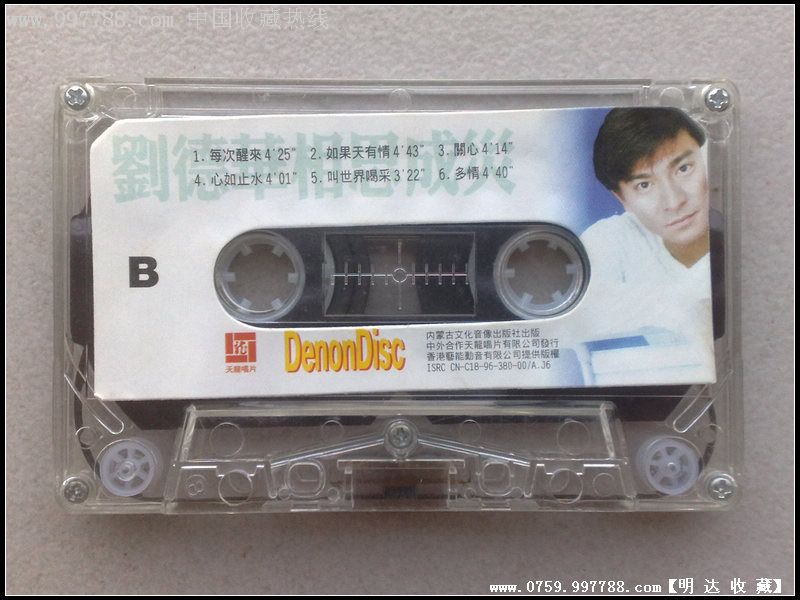 www.997788.com 中国收藏热线
劉德華相思成災
1. 每次醒來 4'25" 2. 如果天有情 4'43" 3. 關心 4'14"
4. 心如止水 4'01" 5. 叫世界喝采 3'22" 6. 多情 4'40"
B
天龍唱片
DenonDisc
内蒙古文化音像出版社出版
中外合作天龍唱片有限公司發行
香港藝能動音有限公司提供版權
ISRC CN-C18-96-380-00/A.J6
www.0759.997788.com【明达收藏】